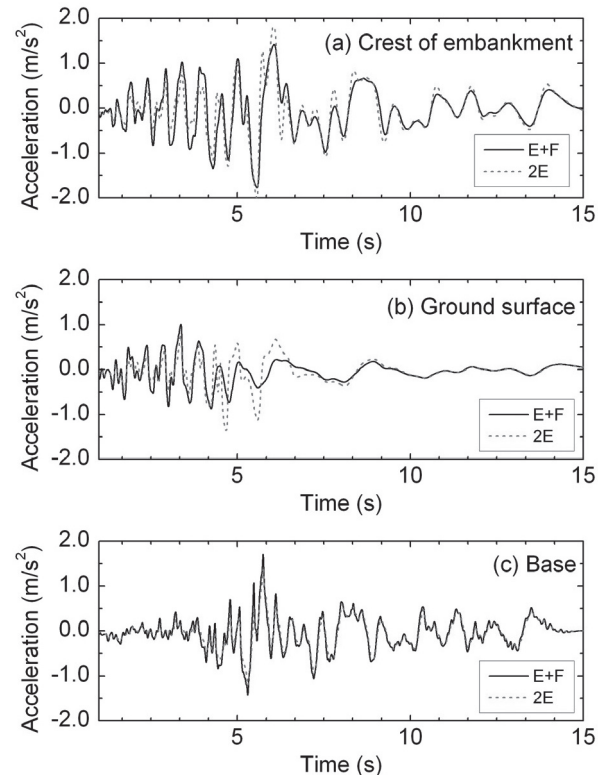 (a) Crest of embankment
Acceleration (m/s²)
2.0
1.0
0.0
-1.0
-2.0
E+F
2E
5
10
15
Time (s)
(b) Ground surface
Acceleration (m/s²)
2.0
1.0
0.0
-1.0
-2.0
E+F
2E
5
10
15
Time (s)
(c) Base
Acceleration (m/s²)
2.0
1.0
0.0
-1.0
-2.0
E+F
2E
5
10
15
Time (s)